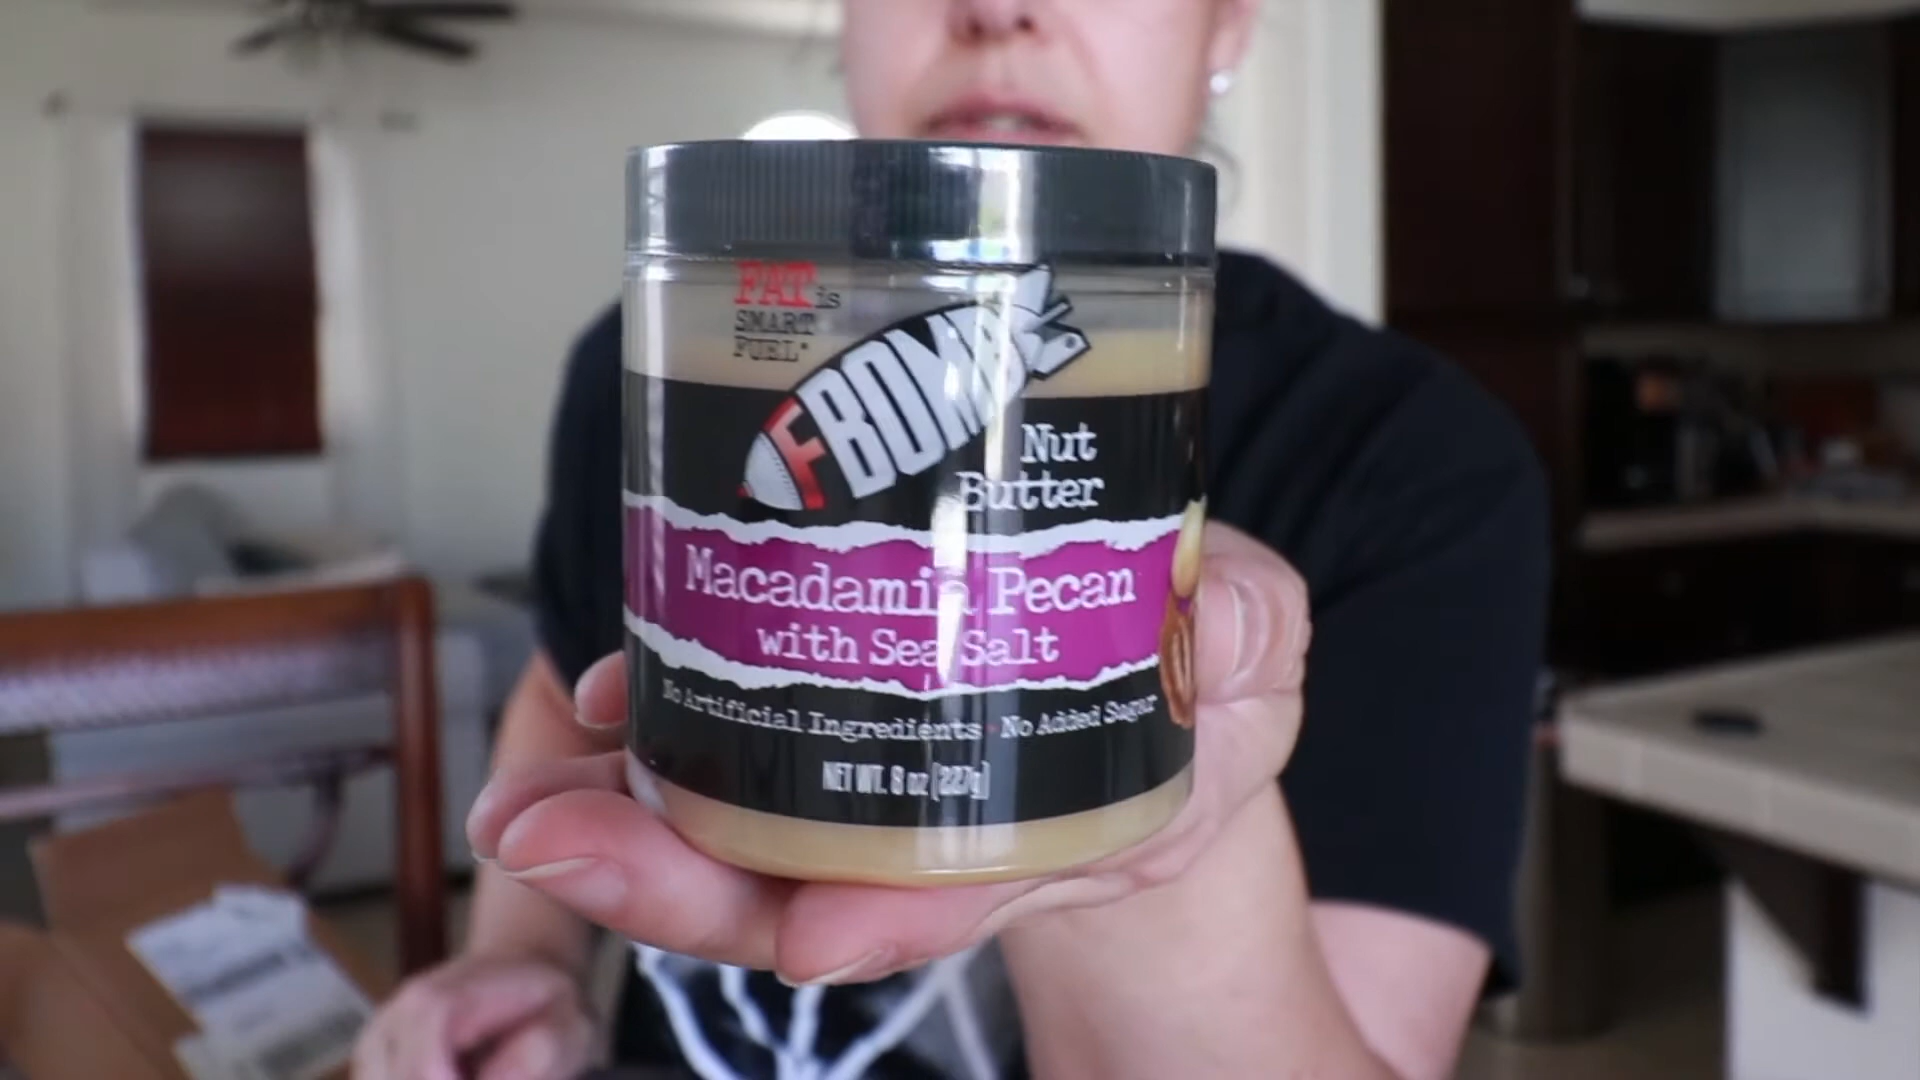 FAT is
SMART
FUEL
FBOMB
Nut
Butter
Macadamia Pecan
with Sea Salt
No Artificial Ingredients · No Added Sugar
NET WT. 8 oz (227g)